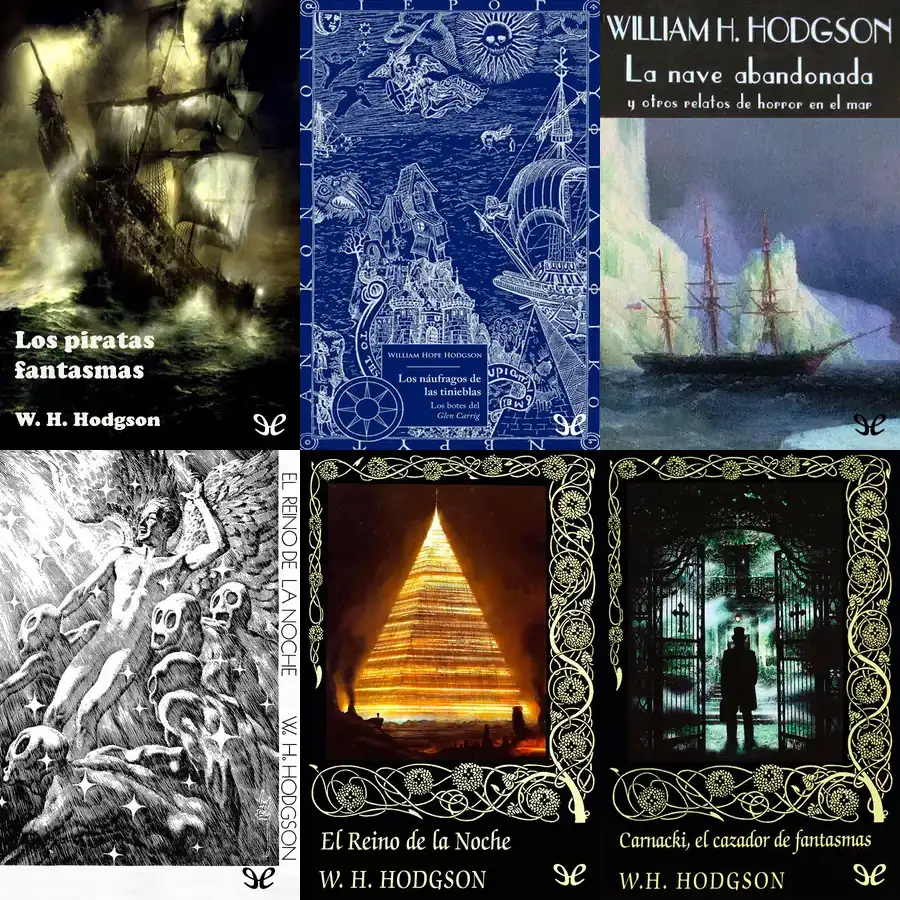 Los piratas
fantasmas
W. H. Hodgson
WILLIAM HOPE HODGSON
Los náufragos de
las tinieblas
Los botes del
Glen Carrig
WILLIAM H. HODGSON
La nave abandonada
y otros relatos de horror en el mar
EL REINO DE LA NOCHE
W. H. HODGSON
El Reino de la Noche
W. H. HODGSON
Carnacki, el cazador de fantasmas
W.H. HODGSON